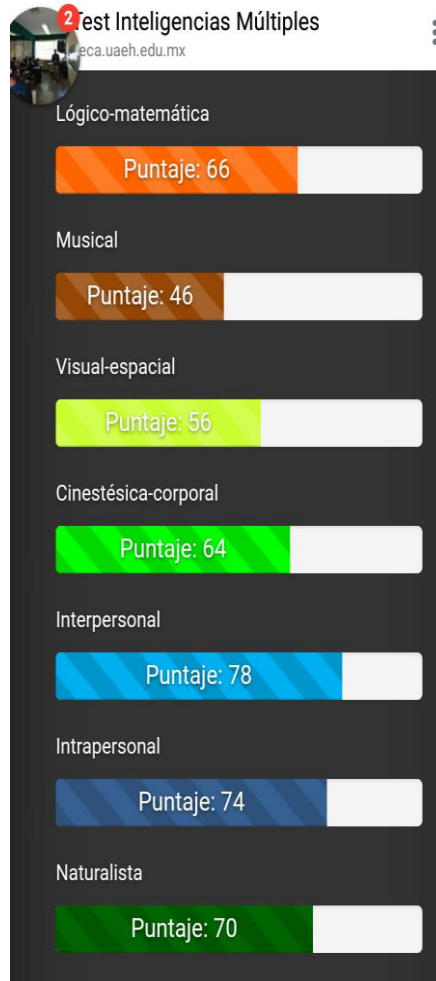 2
Test Inteligencias Múltiples
eca.uaeh.edu.mx
Lógico-matemática
Puntaje: 66
Musical
Puntaje: 46
Visual-espacial
Puntaje: 56
Cinestésica-corporal
Puntaje: 64
Interpersonal
Puntaje: 78
Intrapersonal
Puntaje: 74
Naturalista
Puntaje: 70